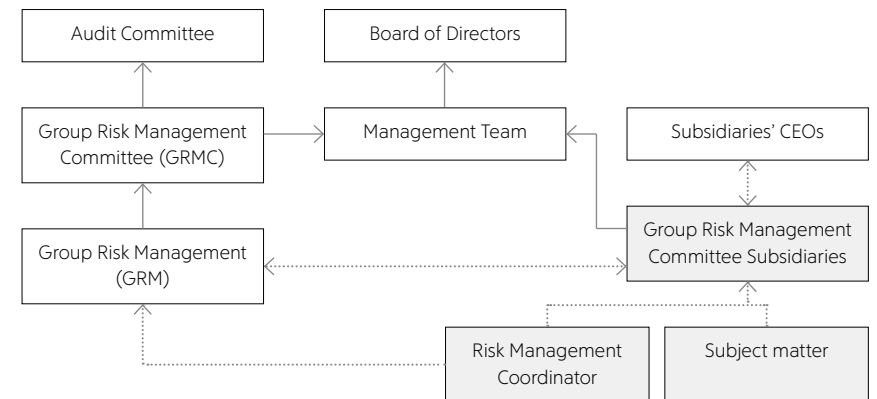 Audit Committee
Board of Directors
Group Risk Management
Committee (GRMC)
Management Team
Subsidiaries’ CEOs
Group Risk Management
Committee Subsidiaries
Group Risk Management
(GRM)
Risk Management
Coordinator
Subject matter